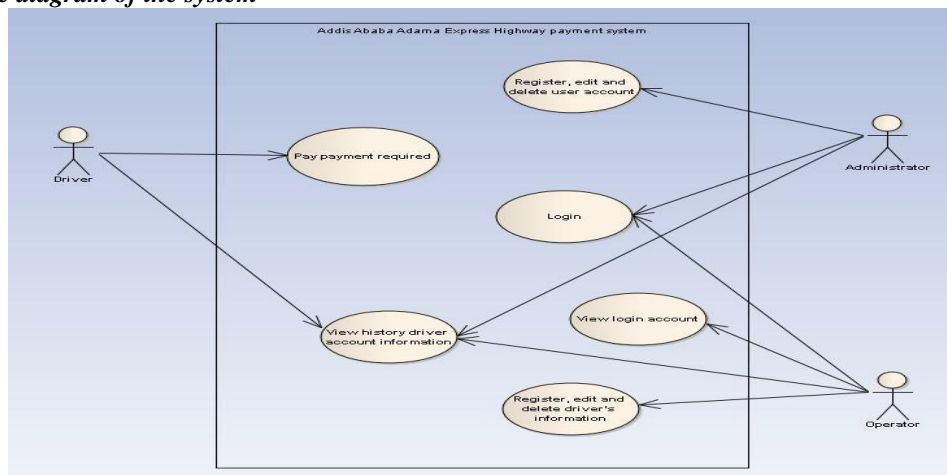 diagram of the system
Addis Ababa Adama Express Highway payment system
Register, edit and
delete user account
Pay payment required
Driver
Administrator
Login
View login account
View history driver
account information
Register, edit and
delete driver's
information
Operator